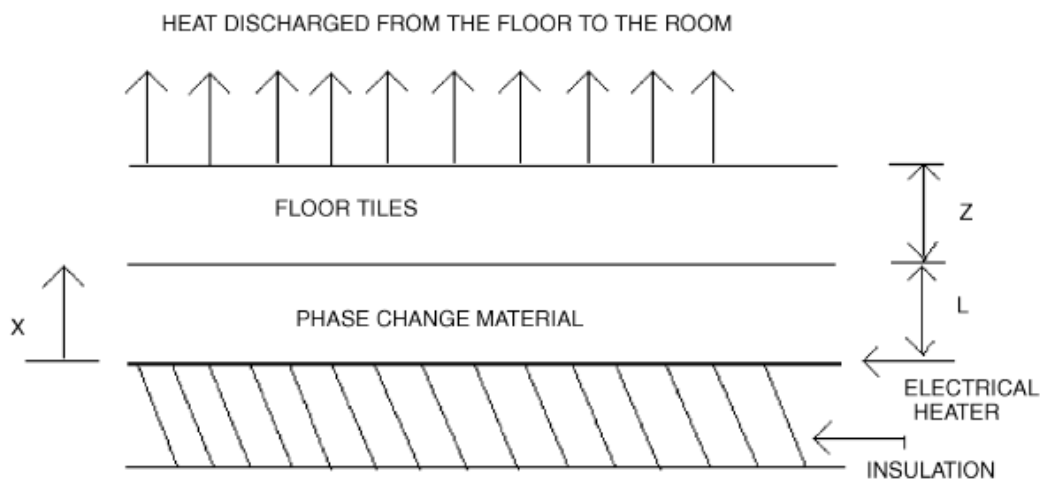 HEAT DISCHARGED FROM THE FLOOR TO THE ROOM
FLOOR TILES
Z
X
PHASE CHANGE MATERIAL
L
ELECTRICAL
HEATER
INSULATION